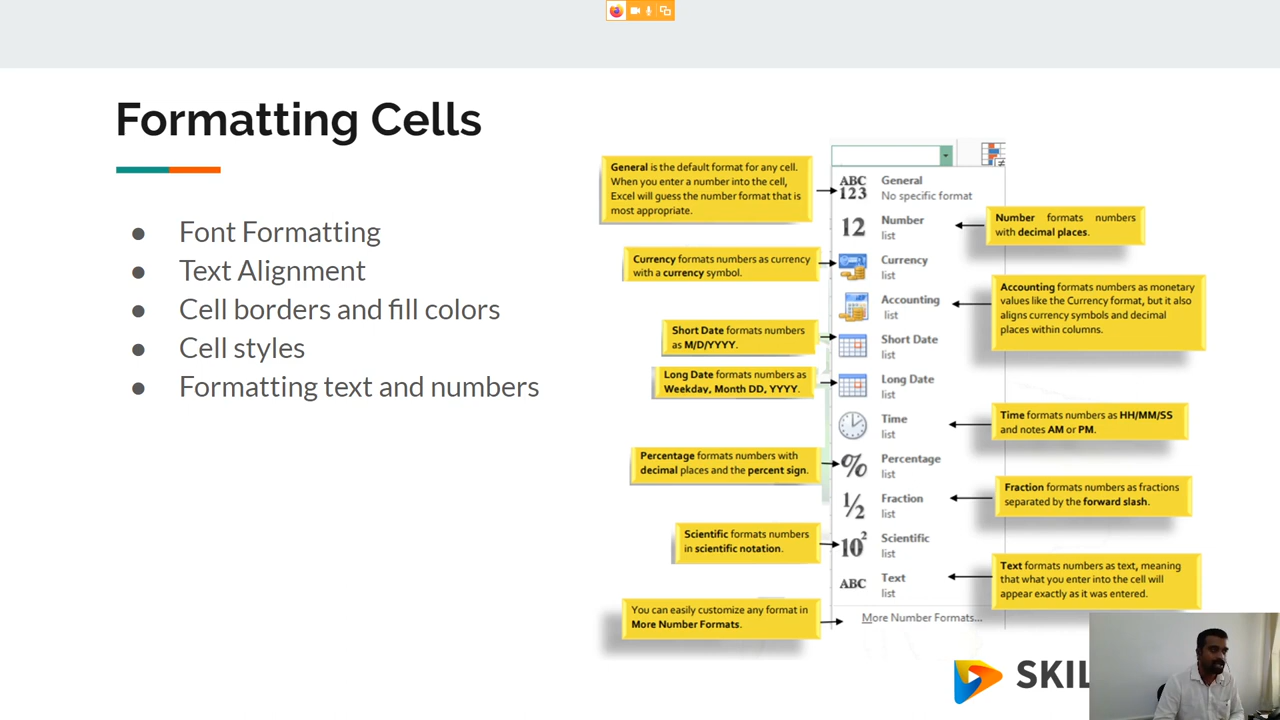 Formatting Cells
● Font Formatting
● Text Alignment
● Cell borders and fill colors
● Cell styles
● Formatting text and numbers
General is the default format for any cell.
When you enter a number into the cell,
Excel will guess the number format that is
most appropriate.
Currency formats numbers as currency
with a currency symbol.
Short Date formats numbers
as M/D/YYYY.
Long Date formats numbers as
Weekday, Month DD, YYYY.
Percentage formats numbers with
decimal places and the percent sign.
Scientific formats numbers
in scientific notation.
You can easily customize any format in
More Number Formats.
ABC
123
General
No specific format
12
Number
list
Currency
list
Accounting
list
Short Date
list
Long Date
list
Time
list
%
Percentage
list
½
Fraction
list
10²
Scientific
list
ABC
Text
list
More Number Formats...
Number formats numbers
with decimal places.
Accounting formats numbers as monetary
values like the Currency format, but it also
aligns currency symbols and decimal
places within columns.
Time formats numbers as HH/MM/SS
and notes AM or PM.
Fraction formats numbers as fractions
separated by the forward slash.
Text formats numbers as text, meaning
that what you enter into the cell will
appear exactly as it was entered.
SKIL